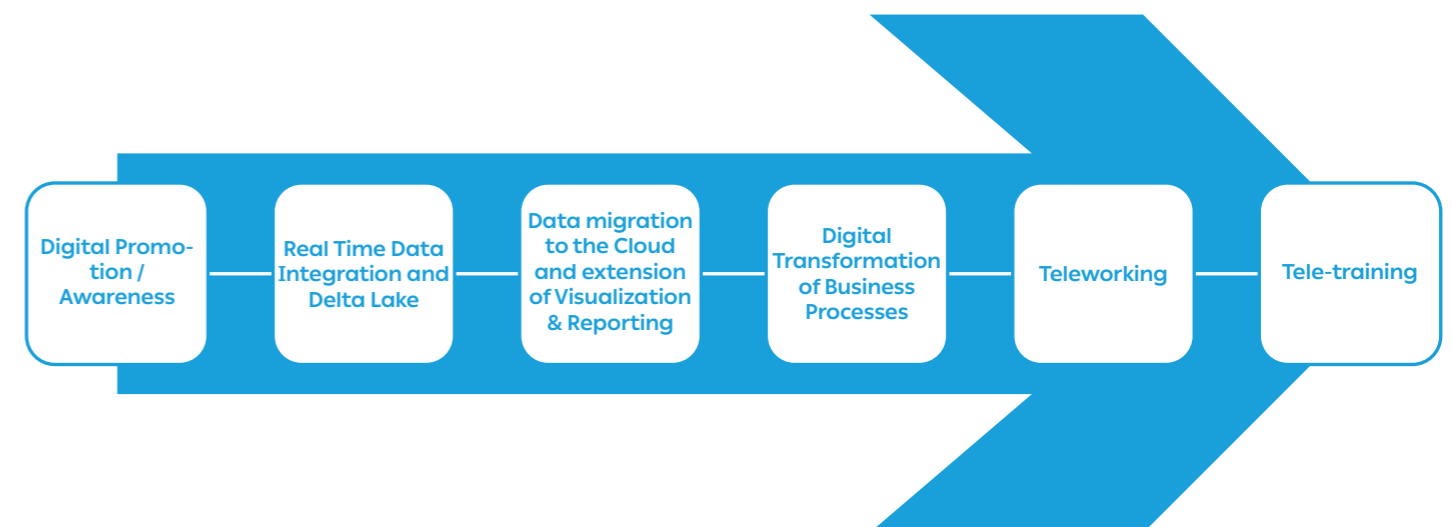 Digital Promo-
tion /
Awareness
Real Time Data
Integration and
Delta Lake
Data migration
to the Cloud
and extension
of Visualization
& Reporting
Digital
Transformation
of Business
Processes
Teleworking
Tele-training